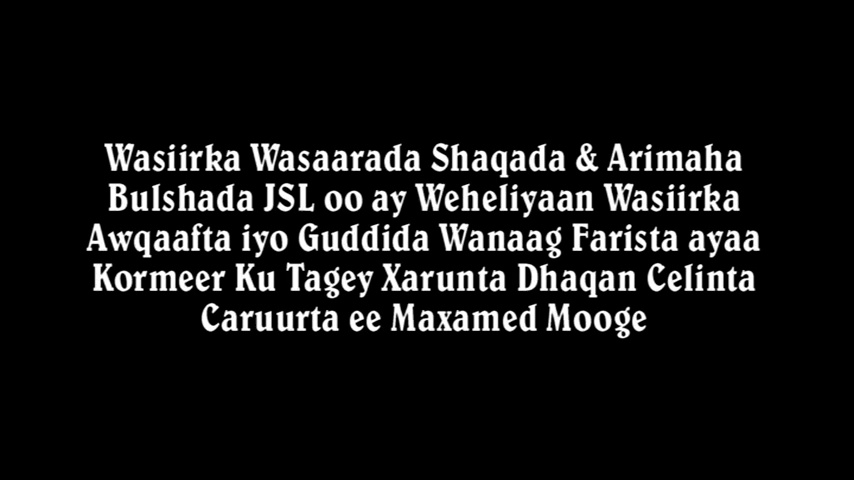 Wasiirka Wasaarada Shaqada & Arimaha
Bulshada JSL oo ay Weheliyaan Wasiirka
Awqaafta iyo Guddida Wanaag Farista ayaa
Kormeer Ku Tagey Xarunta Dhaqan Celinta
Caruurta ee Maxamed Mooge